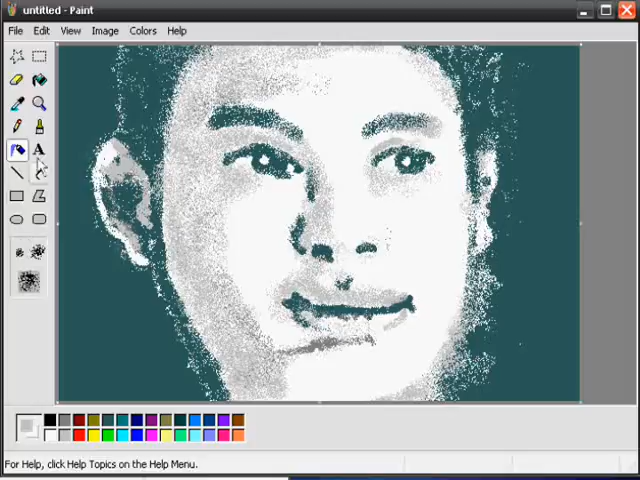 untitled - Paint
File Edit View Image Colors Help
A
For Help, click Help Topics on the Help Menu.